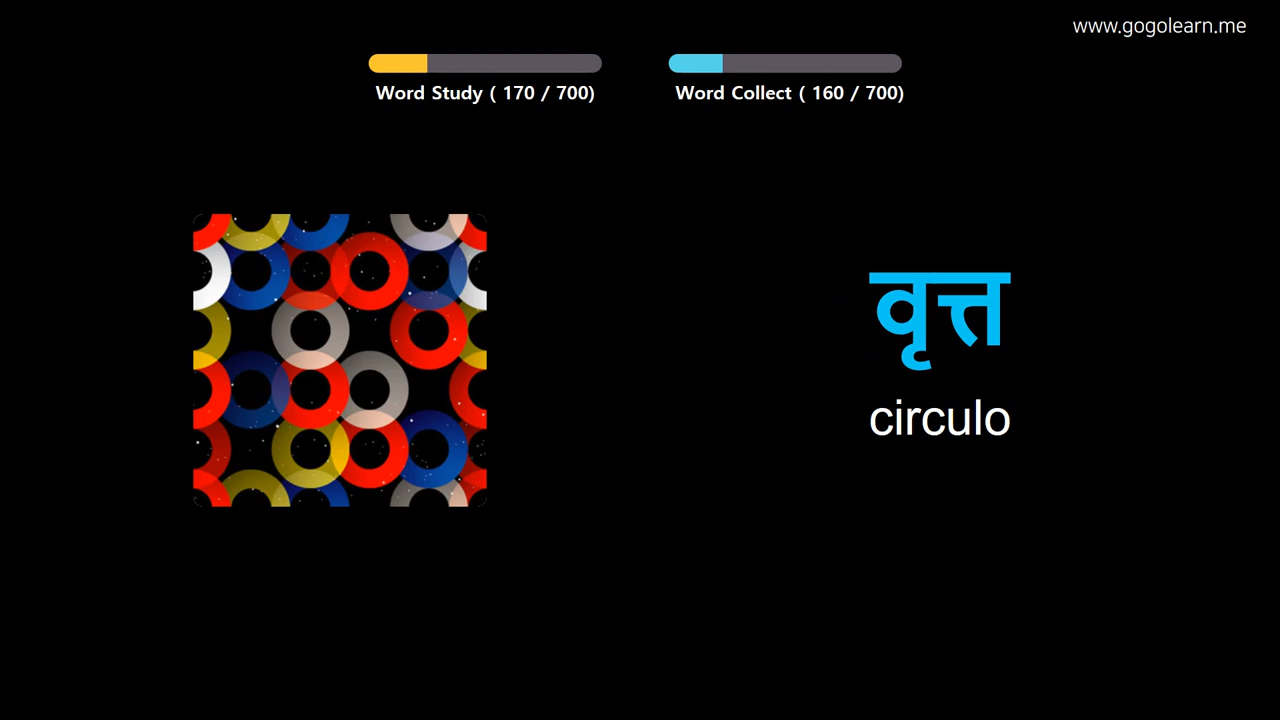 www.gogolearn.me
Word Study ( 170 / 700)
Word Collect ( 160 / 700)
वृत्त
circulo